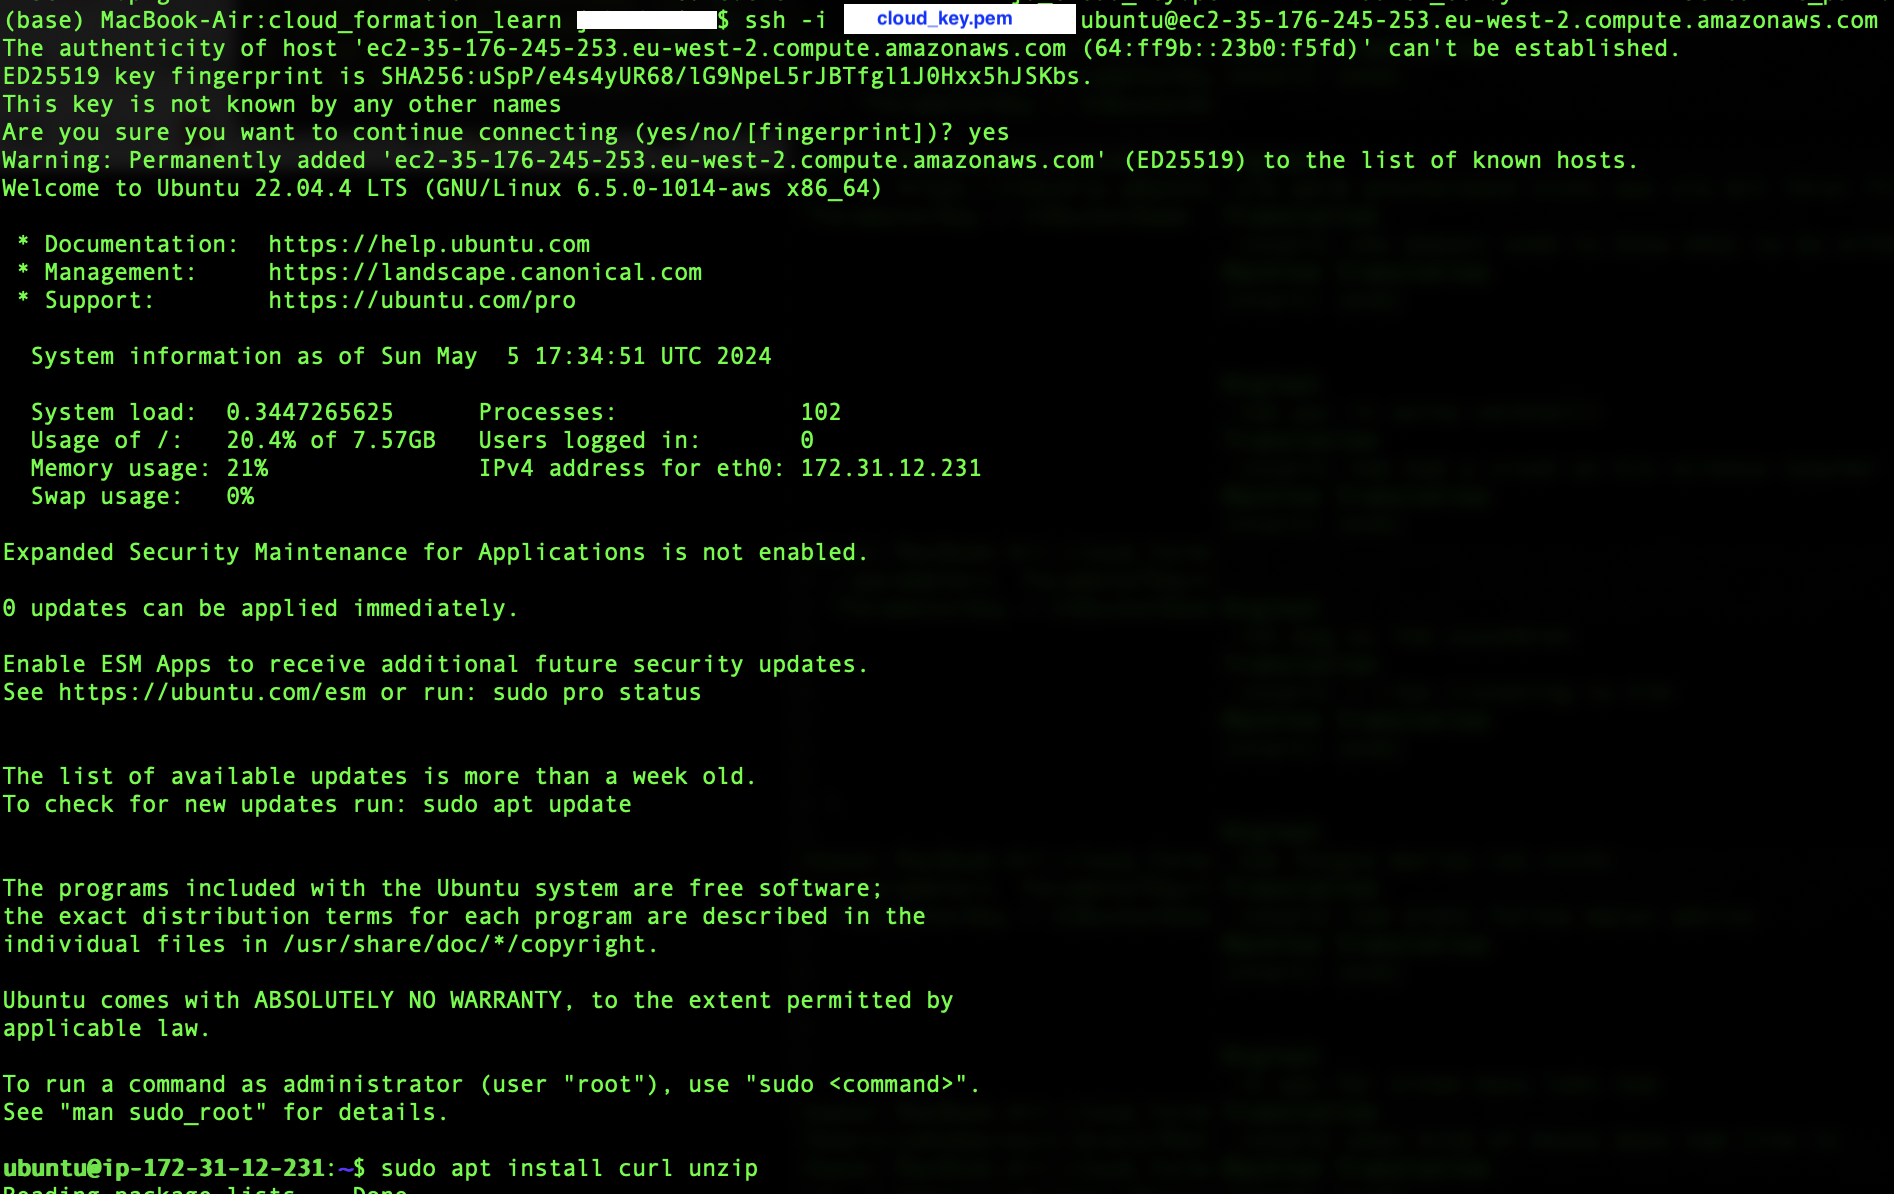 (base) MacBook-Air:cloud_formation_learn $ ssh -i cloud_key.pem ubuntu@ec2-35-176-245-253.eu-west-2.compute.amazonaws.com
The authenticity of host 'ec2-35-176-245-253.eu-west-2.compute.amazonaws.com (64:ff9b::23b0:f5fd)' can't be established.
ED25519 key fingerprint is SHA256:uSpP/e4s4yUR68/lG9NpeL5rJBTfgl1J0Hxx5hJSKbs.
This key is not known by any other names
Are you sure you want to continue connecting (yes/no/[fingerprint])? yes
Warning: Permanently added 'ec2-35-176-245-253.eu-west-2.compute.amazonaws.com' (ED25519) to the list of known hosts.
Welcome to Ubuntu 22.04.4 LTS (GNU/Linux 6.5.0-1014-aws x86_64)
* Documentation:  https://help.ubuntu.com
* Management:     https://landscape.canonical.com
* Support:        https://ubuntu.com/pro
System information as of Sun May  5 17:34:51 UTC 2024
System load:  0.3447265625      Processes:             102
Usage of /:   20.4% of 7.57GB   Users logged in:       0
Memory usage: 21%               IPv4 address for eth0: 172.31.12.231
Swap usage:   0%
Expanded Security Maintenance for Applications is not enabled.
0 updates can be applied immediately.
Enable ESM Apps to receive additional future security updates.
See https://ubuntu.com/esm or run: sudo pro status
The list of available updates is more than a week old.
To check for new updates run: sudo apt update
The programs included with the Ubuntu system are free software;
the exact distribution terms for each program are described in the
individual files in /usr/share/doc/*/copyright.
Ubuntu comes with ABSOLUTELY NO WARRANTY, to the extent permitted by
applicable law.
To run a command as administrator (user "root"), use "sudo <command>".
See "man sudo_root" for details.
ubuntu@ip-172-31-12-231:~$ sudo apt install curl unzip
Reading package lists... Done